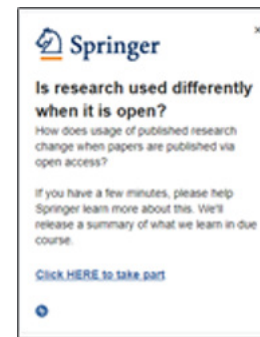 Springer
Is research used differently
when it is open?
How does usage of published research
change when papers are published via
open access?
If you have a few minutes, please help
Springer learn more about this. We'll
release a summary of what we learn in due
course.
Click HERE to take part